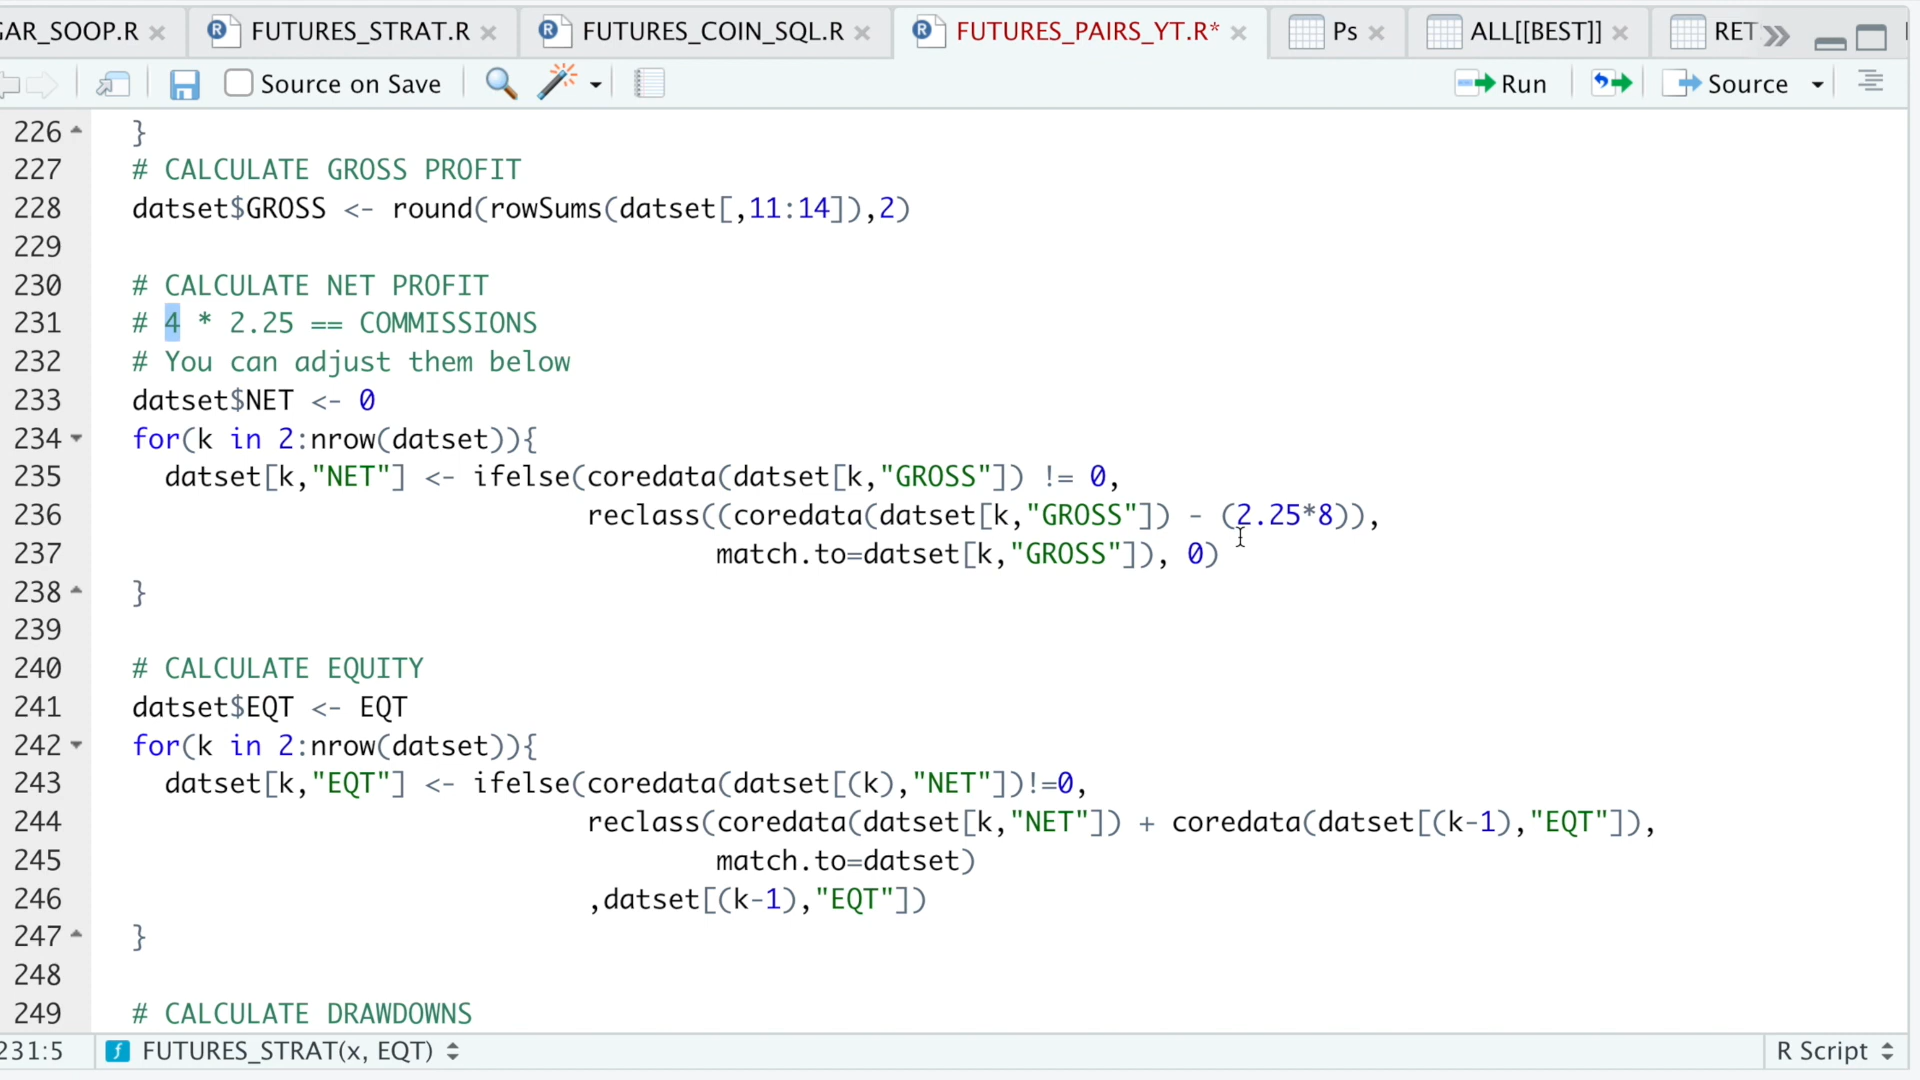 GAR_SOOP.R
FUTURES_STRAT.R
FUTURES_COIN_SQL.R
FUTURES_PAIRS_YT.R*
Ps
ALL[[BEST]]
RET
Source on Save
Run
Source
226 }
227 # CALCULATE GROSS PROFIT
228 datset$GROSS <- round(rowSums(datset[,11:14]),2)
229
230 # CALCULATE NET PROFIT
231 # 4 * 2.25 == COMMISSIONS
232 # You can adjust them below
233 datset$NET <- 0
234 for(k in 2:nrow(datset)){
235 datset[k,"NET"] <- ifelse(coredata(datset[k,"GROSS"]) != 0,
236 reclass((coredata(datset[k,"GROSS"]) - (2.25*8)),
237 match.to=datset[k,"GROSS"]), 0)
238 }
239
240 # CALCULATE EQUITY
241 datset$EQT <- EQT
242 for(k in 2:nrow(datset)){
243 datset[k,"EQT"] <- ifelse(coredata(datset[(k),"NET"])!=0,
244 reclass(coredata(datset[k,"NET"]) + coredata(datset[(k-1),"EQT"]),
245 match.to=datset)
246 ,datset[(k-1),"EQT"])
247 }
248
249 # CALCULATE DRAWDOWNS
231:5
FUTURES_STRAT(x, EQT)
R Script